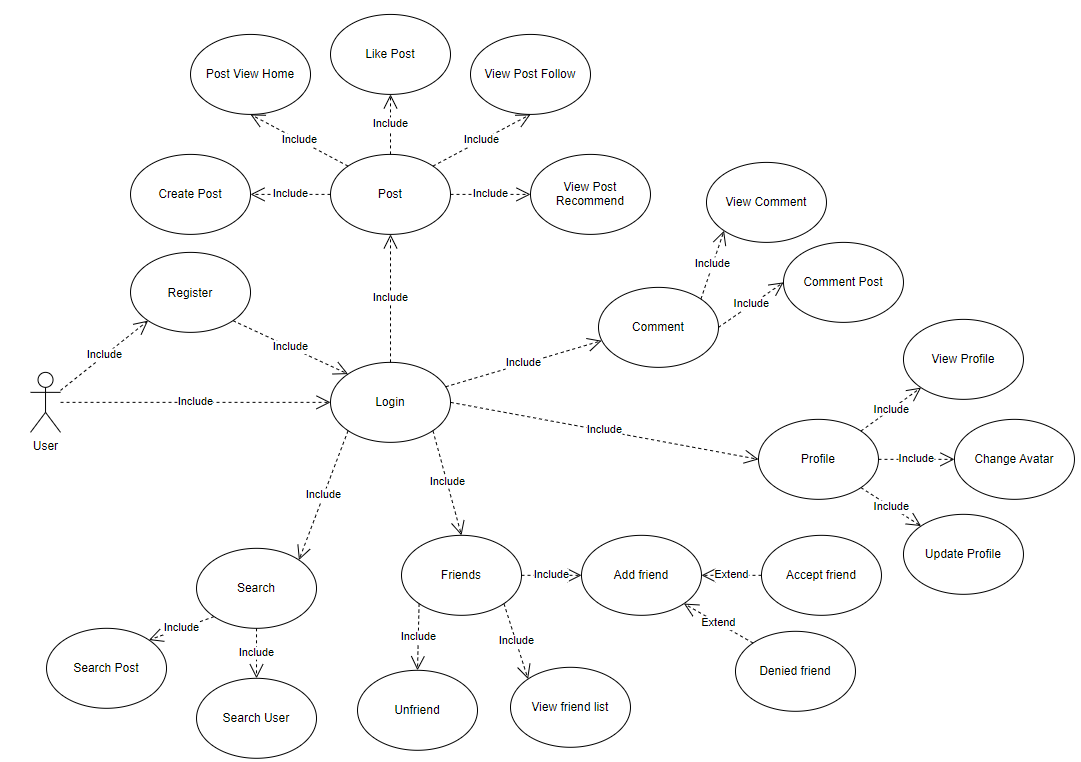 Like Post
Post View Home
View Post Follow
Include
Include
Include
Create Post
Include
Post
Include
View Post
Recommend
View Comment
Include
Comment Post
Register
Include
Include
Comment
Include
Include
Include
Include
View Profile
User
Include
Login
Include
Include
Profile
Include
Change Avatar
Include
Include
Include
Update Profile
Search
Friends
Include
Add friend
Extend
Accept friend
Include
Include
Include
Include
Extend
Search Post
Search User
Unfriend
View friend list
Denied friend